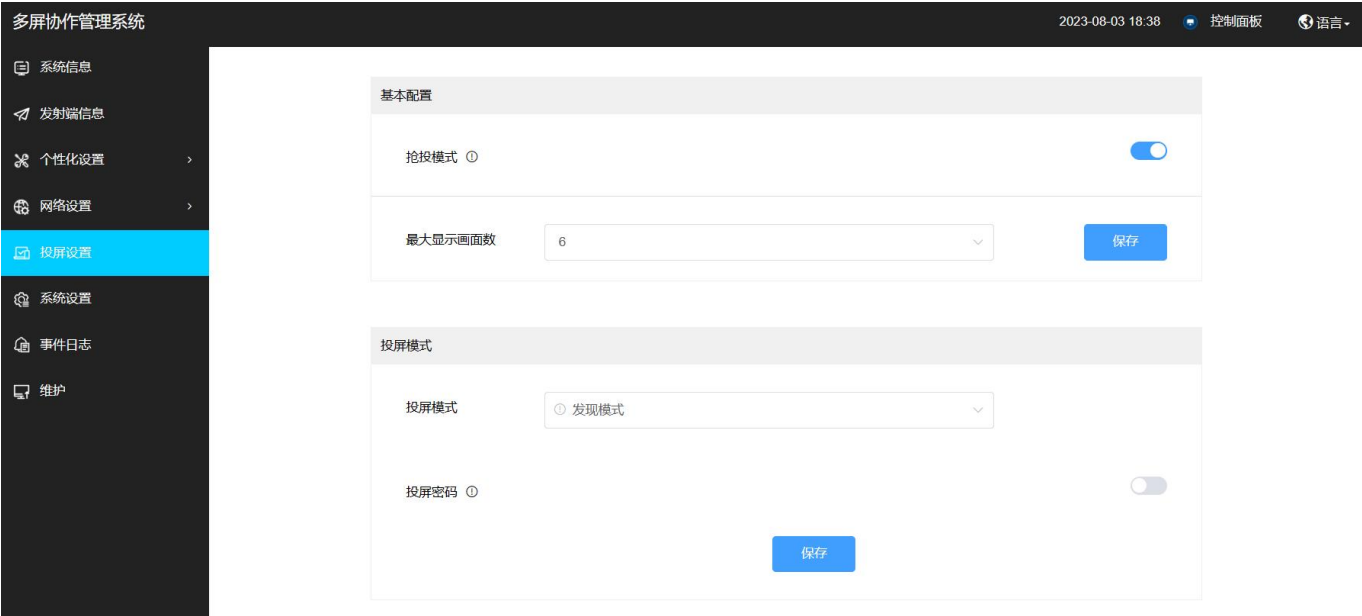 多屏协作管理系统
2023-08-03 18:38 控制面板 语言
系统信息
发射端信息
个性化设置
网络设置
投屏设置
系统设置
事件日志
维护
基本配置
抢投模式
最大显示画面数 6 保存
投屏模式
投屏模式 发现模式
投屏密码
保存